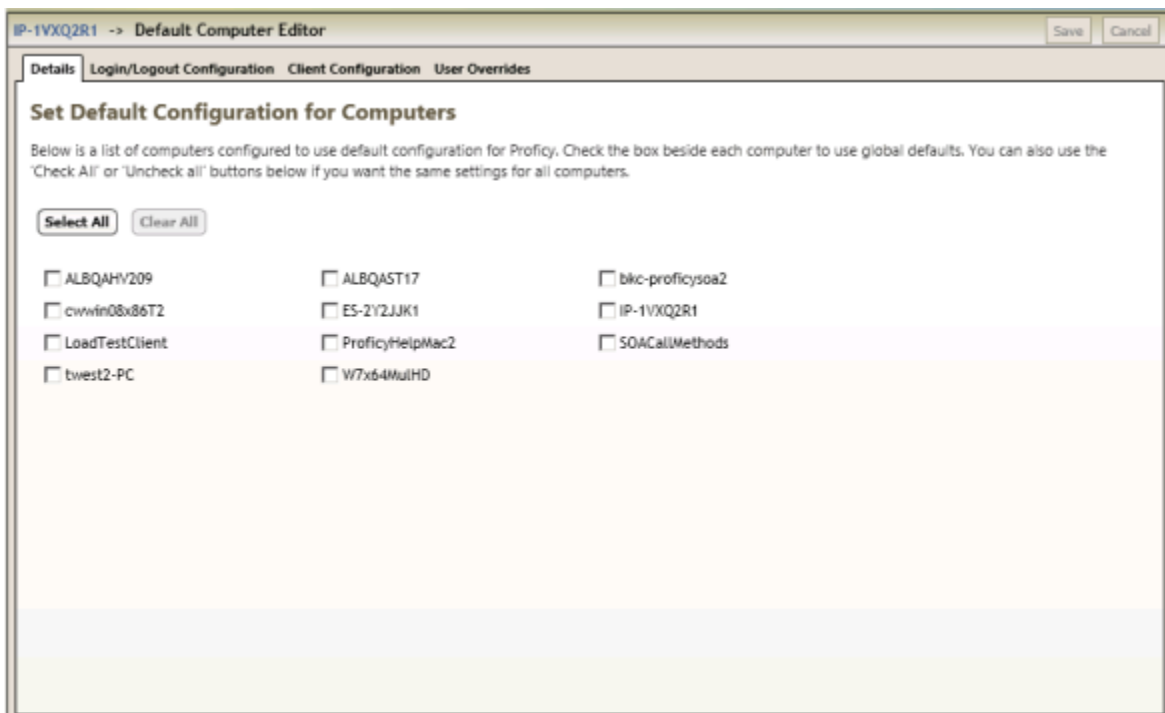 IP-1VXQ2R1 -> Default Computer Editor Save Cancel
Details Login/Logout Configuration Client Configuration User Overrides
Set Default Configuration for Computers
Below is a list of computers configured to use default configuration for Proficy. Check the box beside each computer to use global defaults. You can also use the
'Check All' or 'Uncheck all' buttons below if you want the same settings for all computers.
Select All Clear All
ALBQAHV209 ALBQAST17 bkc-proficysoa2
cwwin08x86T2 ES-2Y2JJK1 IP-1VXQ2R1
LoadTestClient ProficyHelpMac2 SOACallMethods
twest2-PC W7x64MulHD